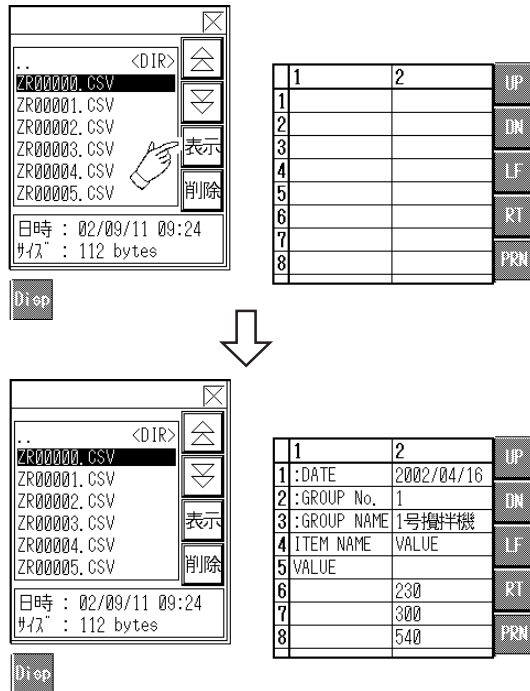 .. <DIR>
ZR00000.CSV
ZR00001.CSV
ZR00002.CSV
ZR00003.CSV
ZR00004.CSV
ZR00005.CSV
表示
削除
日時 : 02/09/11 09:24
ｻｲｽﾞ : 112 bytes
Disp
1 2
1
2
3
4
5
6
7
8
UP
DN
LF
RT
PRN
.. <DIR>
ZR00000.CSV
ZR00001.CSV
ZR00002.CSV
ZR00003.CSV
ZR00004.CSV
ZR00005.CSV
表示
削除
日時 : 02/09/11 09:24
ｻｲｽﾞ : 112 bytes
Disp
1 2
1 :DATE 2002/04/16
2 :GROUP No. 1
3 :GROUP NAME 1号攪拌機
4 ITEM NAME VALUE
5 VALUE
6 230
7 300
8 540
UP
DN
LF
RT
PRN